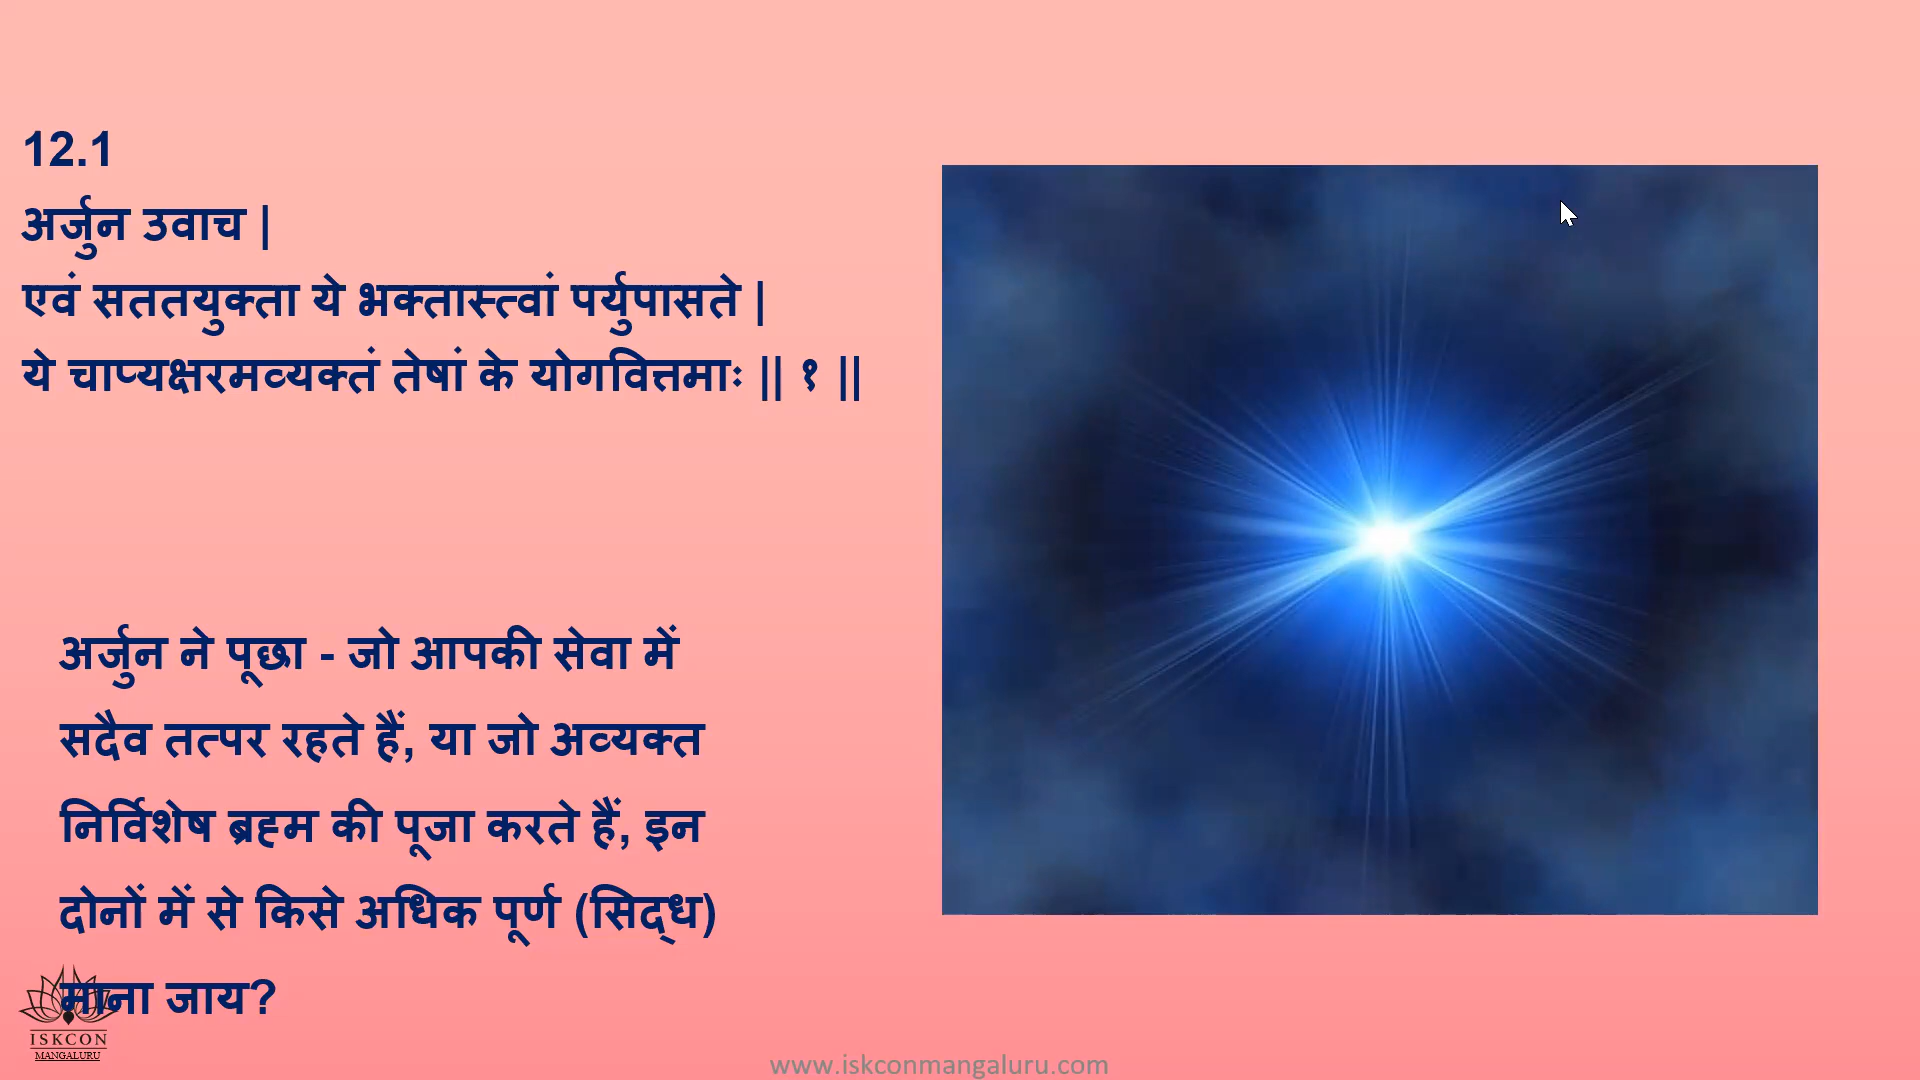 12.1
अर्जुन उवाच |
एवं सततयुक्ता ये भक्तास्त्वां पर्युपासते |
ये चाप्यक्षरमव्यक्तं तेषां के योगवित्तमाः || १ ||
अर्जुन ने पूछा - जो आपकी सेवा में
सदैव तत्पर रहते हैं, या जो अव्यक्त
निर्विशेष ब्रह्म की पूजा करते हैं, इन
दोनों में से किसे अधिक पूर्ण (सिद्ध)
माना जाय?
ISKCON
MANGALURU
www.iskconmangaluru.com